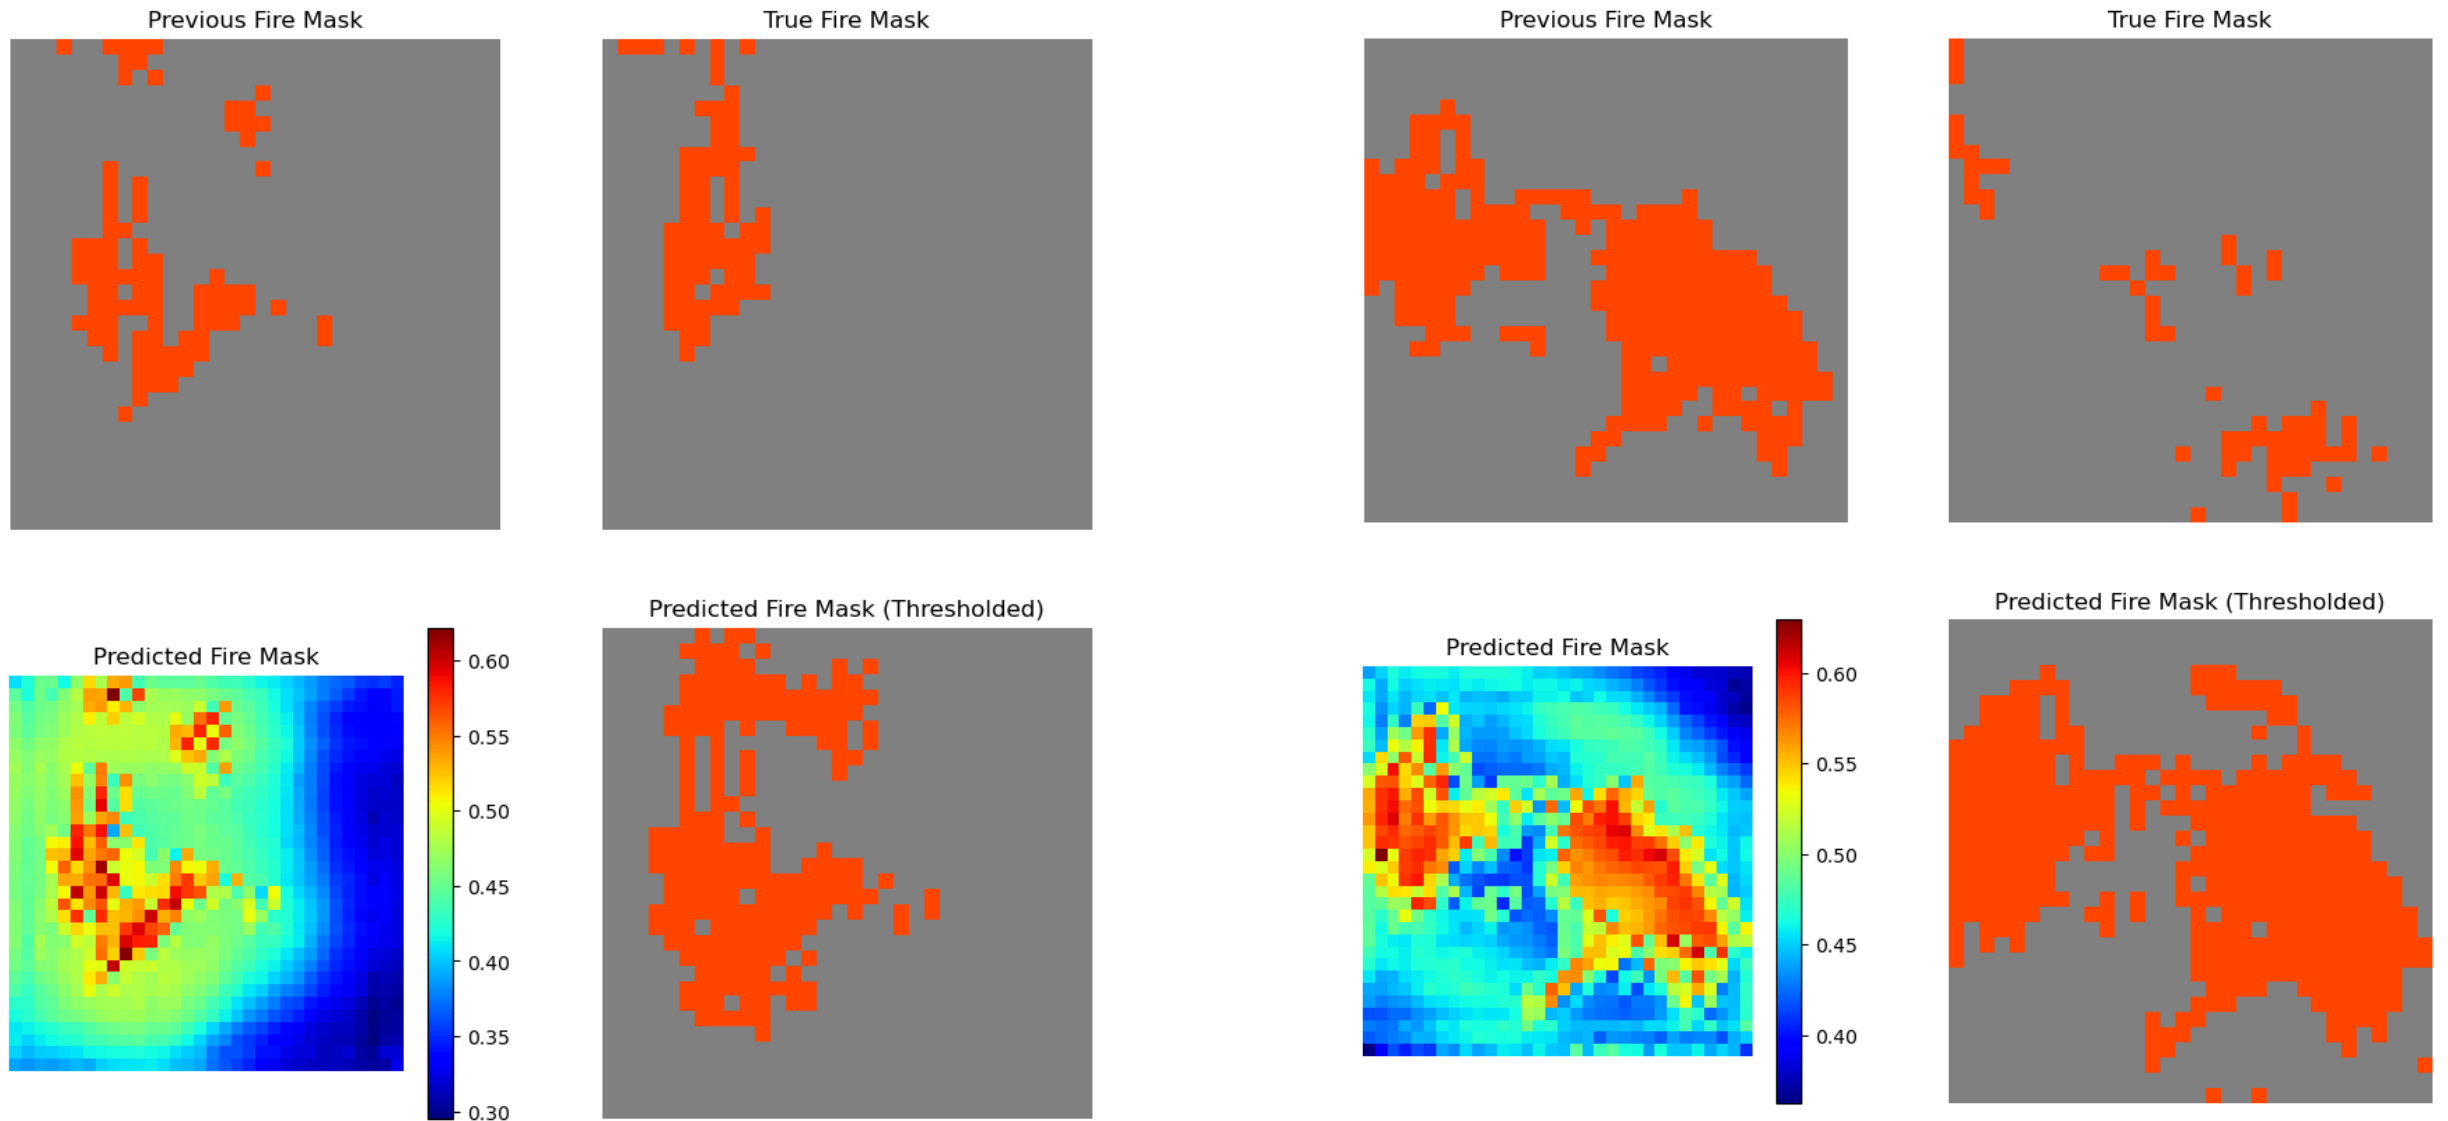 Previous Fire Mask
True Fire Mask
Previous Fire Mask
True Fire Mask
Predicted Fire Mask
0.60
0.55
0.50
0.45
0.40
0.35
0.30
Predicted Fire Mask (Thresholded)
Predicted Fire Mask
0.60
0.55
0.50
0.45
0.40
Predicted Fire Mask (Thresholded)